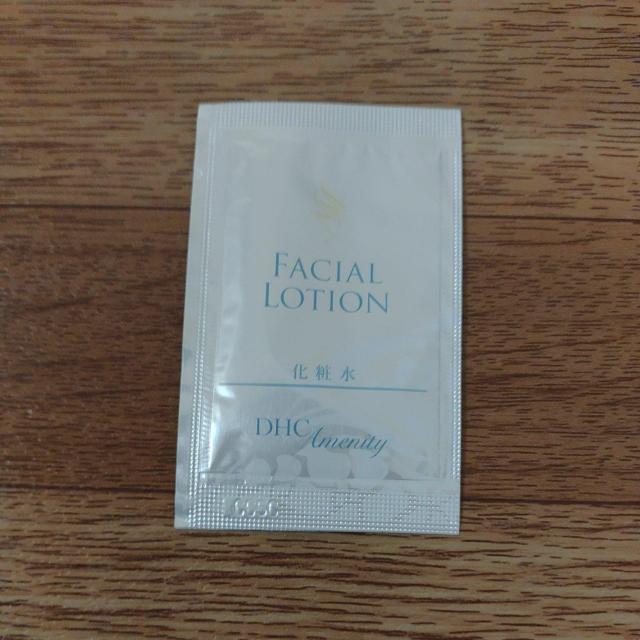 FACIAL
LOTION
化粧水
DHC Amenity